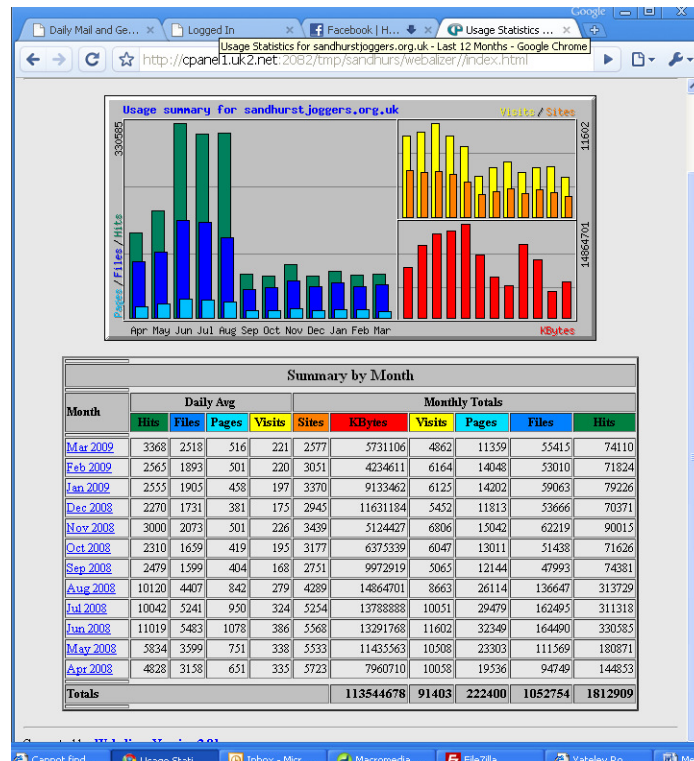 Google
Daily Mail and Ge...
Logged In
Facebook | H...
Usage Statistics ...
Usage Statistics for sandhurstjoggers.org.uk - Last 12 Months - Google Chrome
http://cpanel1.uk2.net:2082/tmp/sandhurs/webalizer//index.html
Usage summary for sandhurstjoggers.org.uk
Visits/Sites
330585
11602
Pages/Files/Hits
14864701
Apr May Jun Jul Aug Sep Oct Nov Dec Jan Feb Mar
KBytes
Summary by Month
Month Daily Avg Monthly Totals
Hits Files Pages Visits Sites KBytes Visits Pages Files Hits
Mar 2009 3368 2518 516 221 2577 5731106 4862 11359 55415 74110
Feb 2009 2565 1893 501 220 3051 4234611 6164 14048 53010 71824
Jan 2009 2555 1905 458 197 3370 9133462 6125 14202 59063 79226
Dec 2008 2270 1731 381 175 2945 11631184 5452 11813 53666 70371
Nov 2008 3000 2073 501 226 3439 5124427 6806 15042 62219 90015
Oct 2008 2310 1659 419 195 3177 6375339 6047 13011 51438 71626
Sep 2008 2479 1599 404 168 2751 9972919 5065 12144 47993 74381
Aug 2008 10120 4407 842 279 4289 14864701 8663 26114 136647 313729
Jul 2008 10042 5241 950 324 5254 13788888 10051 29479 162495 311318
Jun 2008 11019 5483 1078 386 5568 13291768 11602 32349 164490 330585
May 2008 5834 3599 751 338 5533 11435563 10508 23303 111569 180871
Apr 2008 4828 3158 651 335 5723 7960710 10058 19536 94749 144853
Totals 113544678 91403 222400 1052754 1812909
Cannot find
Usage Stati
Inbox - Micr
Macromedia
FileZilla
Yateley Ro